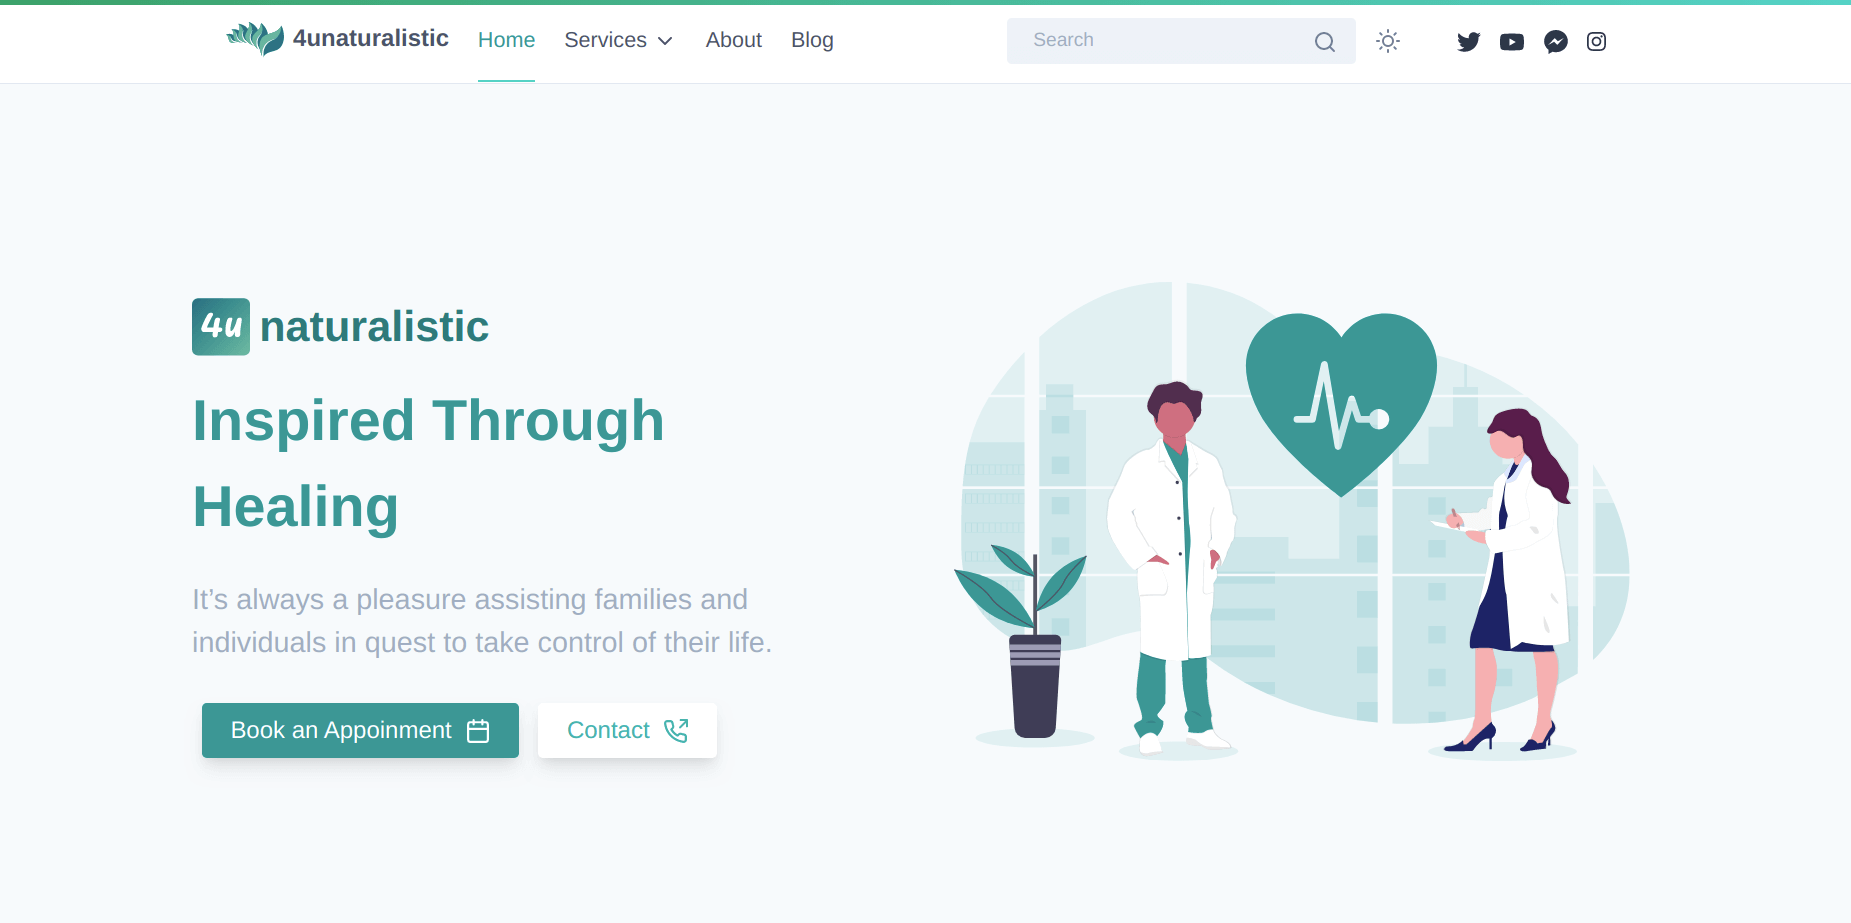 4unaturalistic Home Services About Blog Search
4u naturalistic
Inspired Through
Healing
It’s always a pleasure assisting families and
individuals in quest to take control of their life.
Book an Appoinment Contact